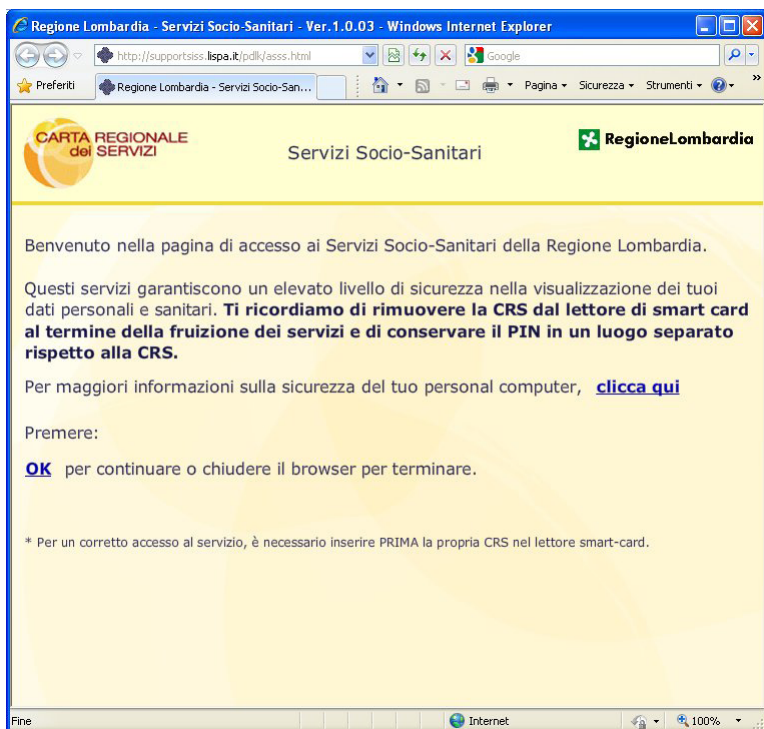 Regione Lombardia - Servizi Socio-Sanitari - Ver.1.0.03 - Windows Internet Explorer
http://supportsiss.lispa.it/pdlk/asss.html
Google
Preferiti
Regione Lombardia - Servizi Socio-San...
Pagina
Sicurezza
Strumenti
»
CARTA REGIONALE
dei SERVIZI
Servizi Socio-Sanitari
RegioneLombardia
Benvenuto nella pagina di accesso ai Servizi Socio-Sanitari della Regione Lombardia.
Questi servizi garantiscono un elevato livello di sicurezza nella visualizzazione dei tuoi
dati personali e sanitari. Ti ricordiamo di rimuovere la CRS dal lettore di smart card
al termine della fruizione dei servizi e di conservare il PIN in un luogo separato
rispetto alla CRS.
Per maggiori informazioni sulla sicurezza del tuo personal computer, clicca qui
Premere:
OK per continuare o chiudere il browser per terminare.
* Per un corretto accesso al servizio, è necessario inserire PRIMA la propria CRS nel lettore smart-card.
Fine
Internet
100%